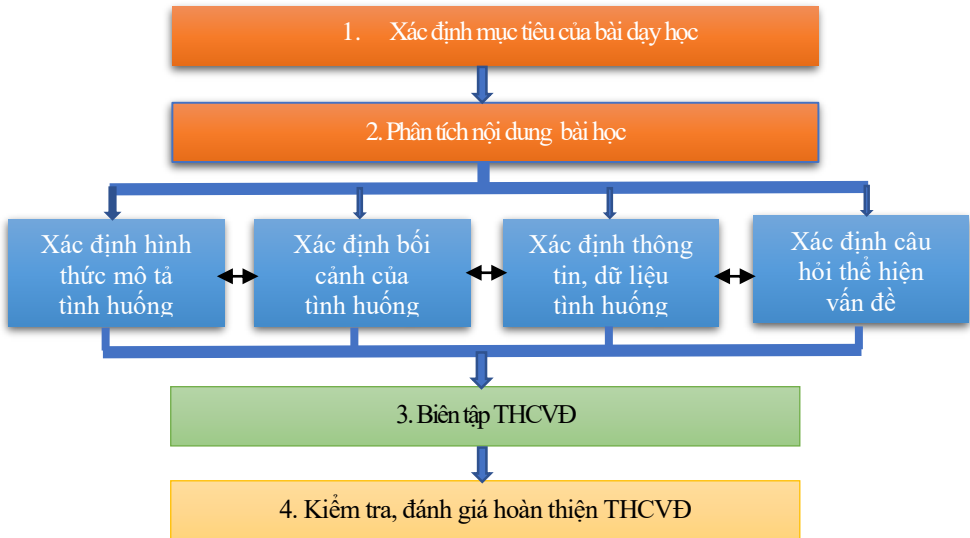 1. Xác định mục tiêu của bài dạy học
2. Phân tích nội dung bài học
Xác định hình
thức mô tả
tình huống
Xác định bối
cảnh của
tình huống
Xác định thông
tin, dữ liệu
tình huống
Xác định câu
hỏi thể hiện
vấn đề
3. Biên tập THCVĐ
4. Kiểm tra, đánh giá hoàn thiện THCVĐ